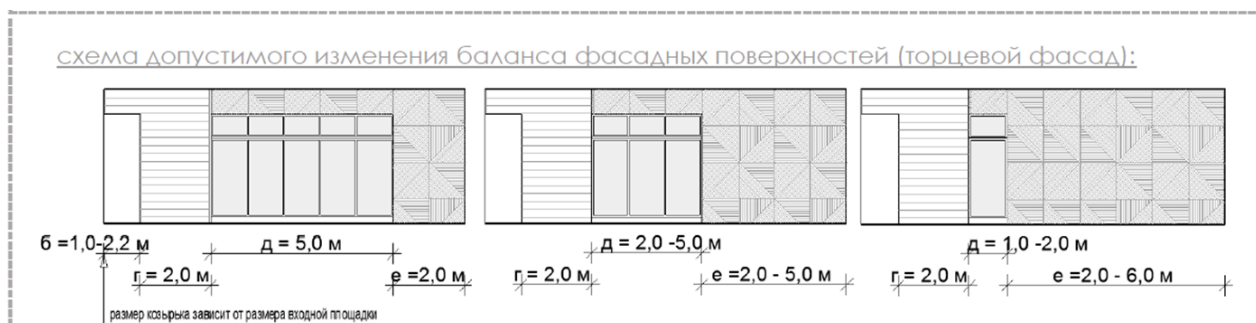 схема допустимого изменения баланса фасадных поверхностей (торцевой фасад):
б =1,0-2,2 м
д = 5,0 м
д = 2,0 -5,0 м
д = 1,0 -2,0 м
г = 2,0 м
е =2,0 м
г = 2,0 м
е =2,0 - 5,0 м
г = 2,0 м
е =2,0 - 6,0 м
размер козырька зависит от размера входной площадки